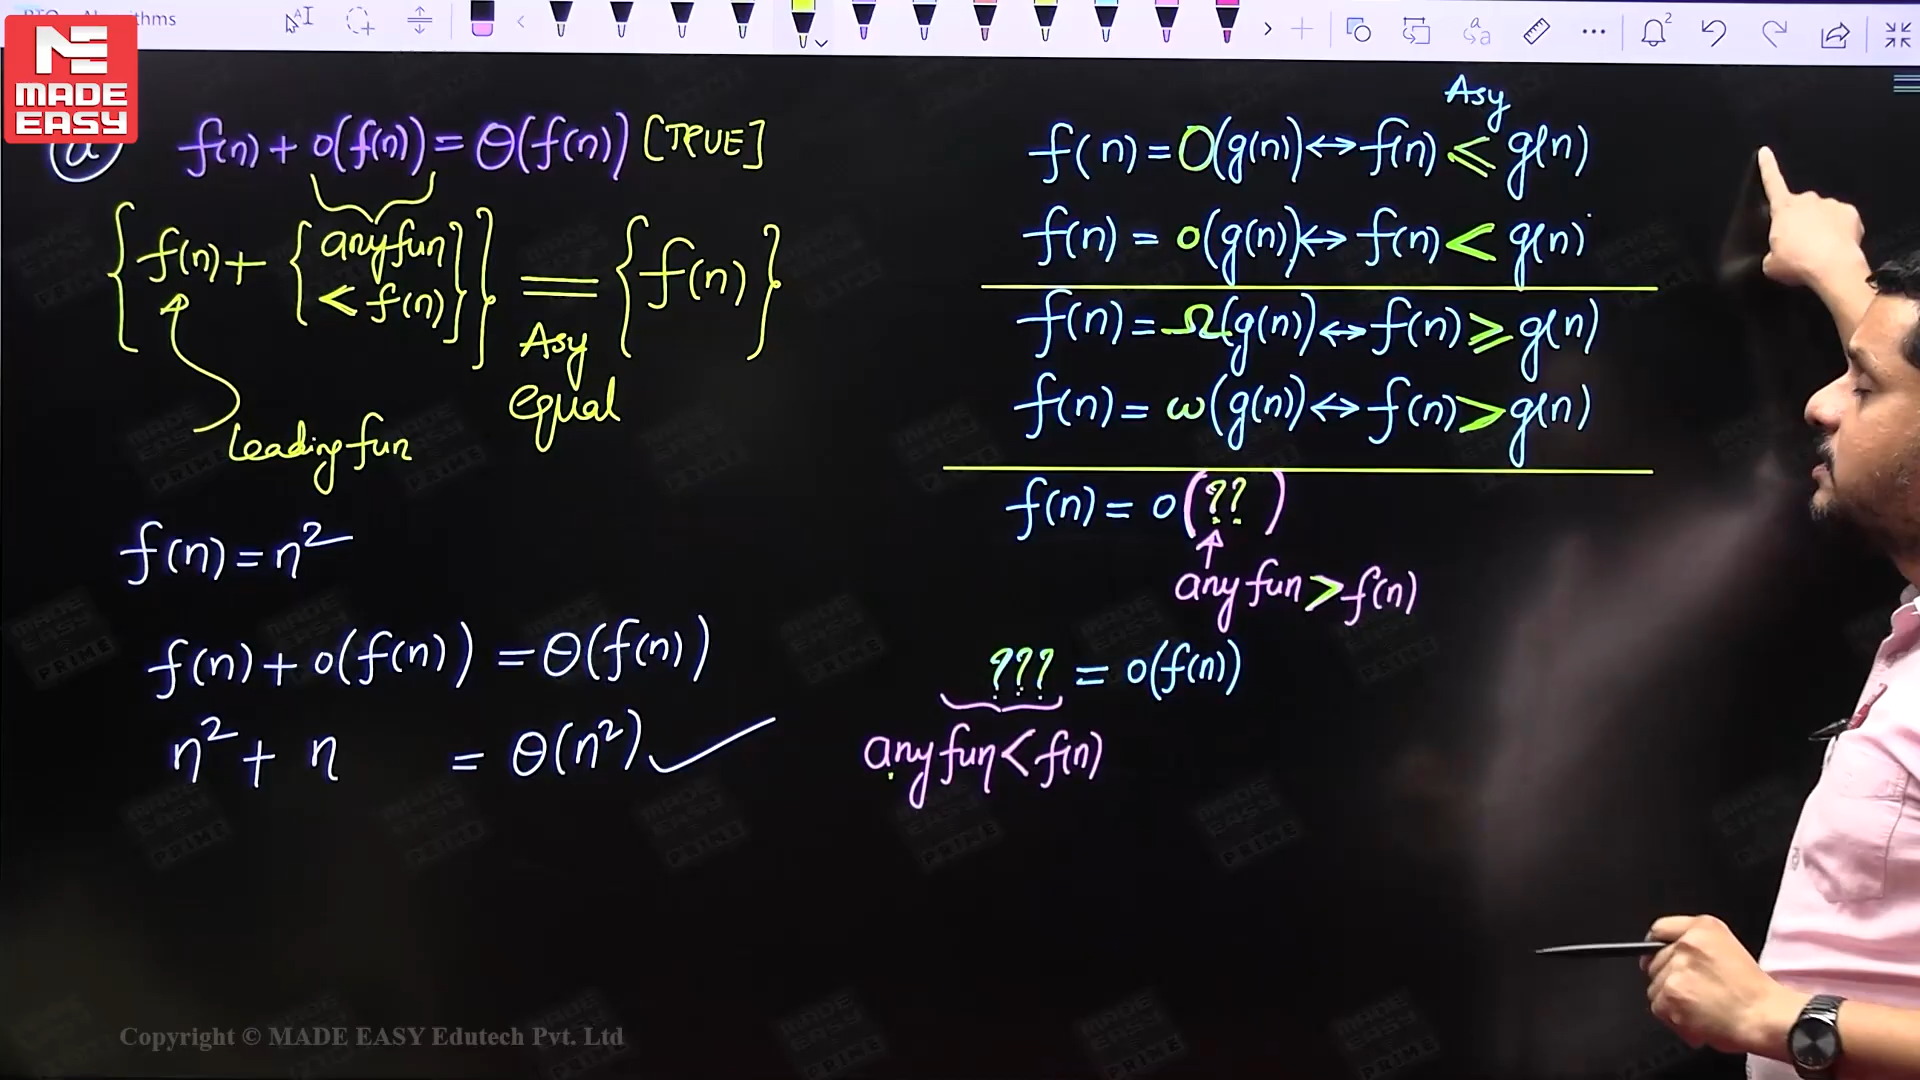 Algorithms
MADE
EASY
(a) f(n) + o(f(n)) = Θ(f(n)) [TRUE]
{ f(n) + { any fun < f(n) } } = { f(n) }
Asy
equal
Leading fun
f(n) = n²
f(n) + o(f(n)) = Θ(f(n))
n² + n = Θ(n²) ✓
Asy
f(n) = O(g(n)) ↔ f(n) ≤ g(n)
f(n) = o(g(n)) ↔ f(n) < g(n)
f(n) = Ω(g(n)) ↔ f(n) ≥ g(n)
f(n) = ω(g(n)) ↔ f(n) > g(n)
f(n) = o(??)
any fun > f(n)
??? = o(f(n))
any fun < f(n)
Copyright © MADE EASY Edutech Pvt. Ltd